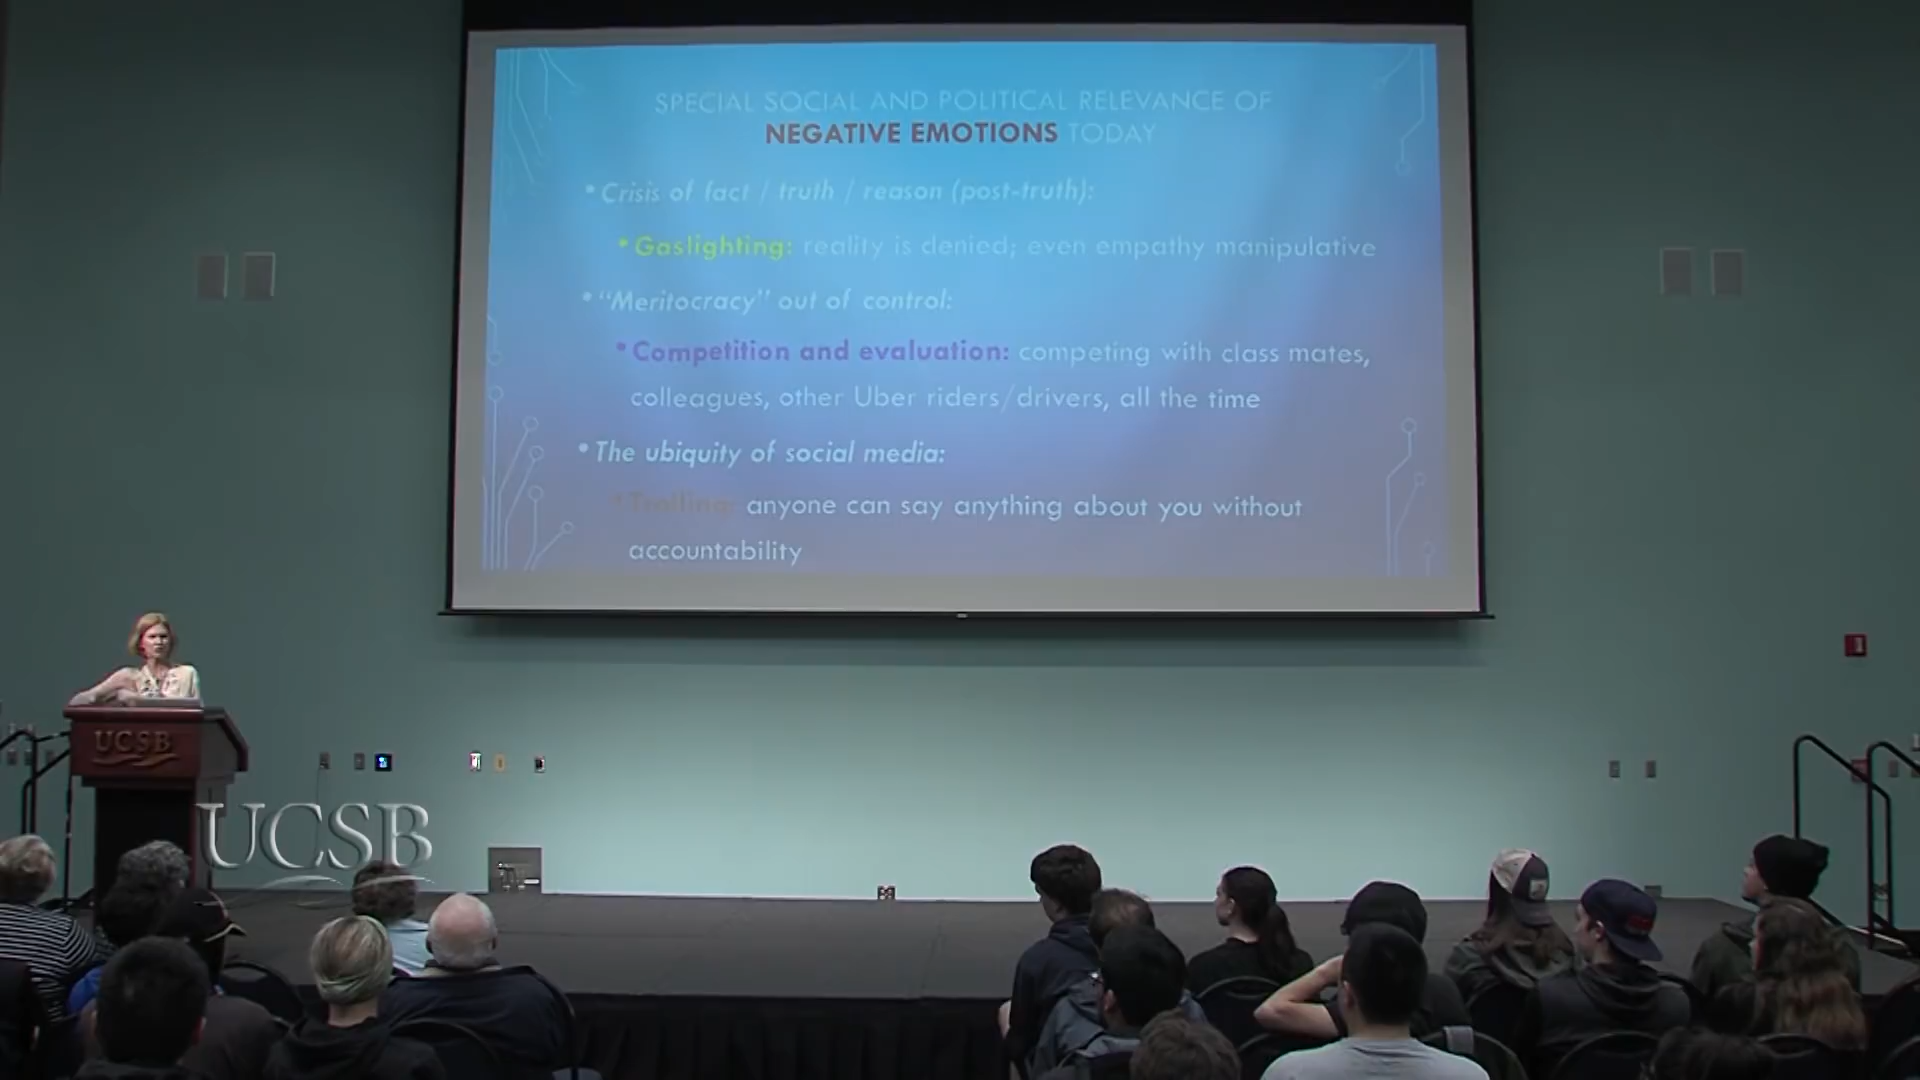 SPECIAL SOCIAL AND POLITICAL RELEVANCE OF
NEGATIVE EMOTIONS TODAY
• Crisis of fact / truth / reason (post-truth):
• Gaslighting: reality is denied; even empathy manipulative
• "Meritocracy" out of control:
• Competition and evaluation: competing with class mates,
colleagues, other Uber riders/drivers, all the time
• The ubiquity of social media:
• Trolling: anyone can say anything about you without
accountability
UCSB
UCSB